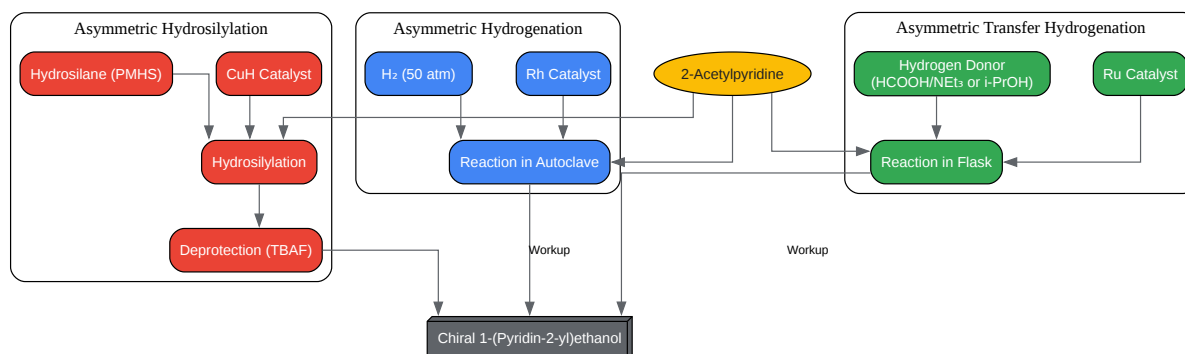 Asymmetric Hydrosilylation
Asymmetric Hydrogenation
Asymmetric Transfer Hydrogenation
Hydrosilane (PMHS)
CuH Catalyst
H₂ (50 atm)
Rh Catalyst
2-Acetylpyridine
Hydrogen Donor
(HCOOH/NEt₃ or i-PrOH)
Ru Catalyst
Hydrosilylation
Reaction in Autoclave
Reaction in Flask
Deprotection (TBAF)
Workup
Workup
Chiral 1-(Pyridin-2-yl)ethanol